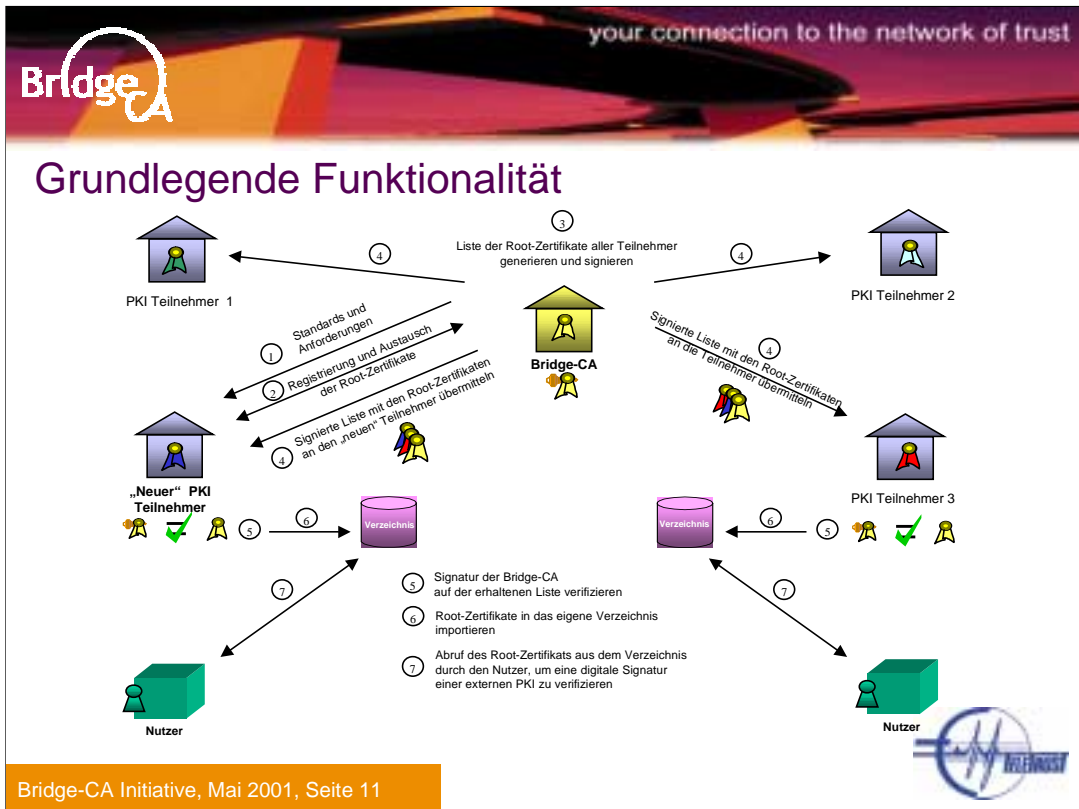 your connection to the network of trust
Bridge
CA
Grundlegende Funktionalität
3
Liste der Root-Zertifikate aller Teilnehmer
generieren und signieren
4
4
PKI Teilnehmer 1
PKI Teilnehmer 2
Bridge-CA
1
Standards und
Anforderungen
2
Registrierung und Austausch
der Root-Zertifikate
4
Signierte Liste mit den Root-Zertifikaten
an den „neuen“ Teilnehmer übermitteln
4
Signierte Liste mit den Root-Zertifikaten
an die Teilnehmer übermitteln
„Neuer“ PKI
Teilnehmer
PKI Teilnehmer 3
5
6
Verzeichnis
Verzeichnis
6
5
7
7
5
Signatur der Bridge-CA
auf der erhaltenen Liste verifizieren
6
Root-Zertifikate in das eigene Verzeichnis
importieren
7
Abruf des Root-Zertifikats aus dem Verzeichnis
durch den Nutzer, um eine digitale Signatur
einer externen PKI zu verifizieren
Nutzer
Nutzer
TELETRUST
Bridge-CA Initiative, Mai 2001, Seite 11